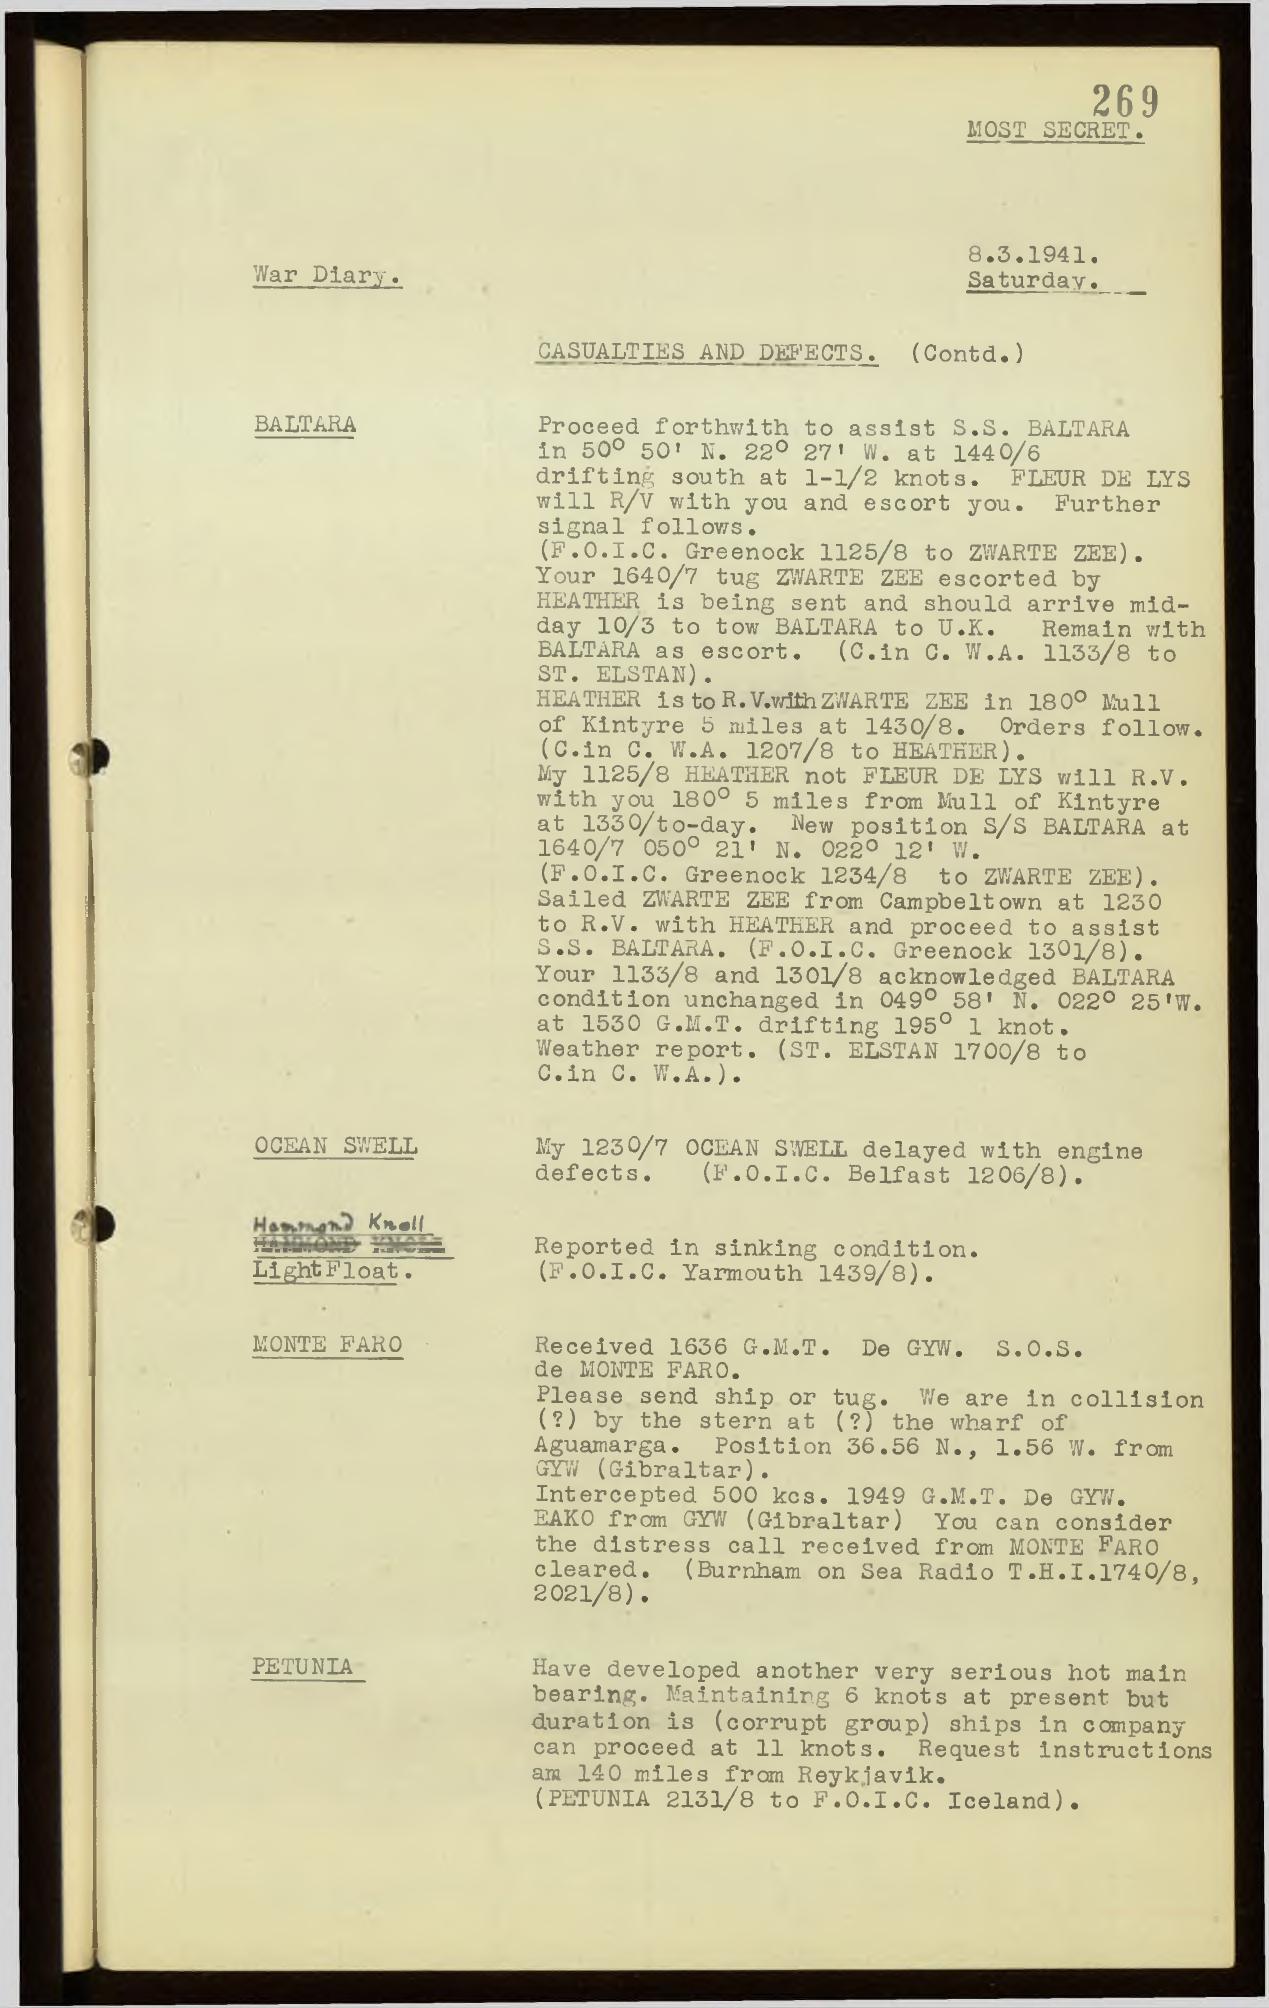 269
MOST SECRET.
War Diary.
8.3.1941.
Saturday.
CASUALTIES AND DEFECTS. (Contd.)
BALTARA
Proceed forthwith to assist S.S. BALTARA
in 50° 50' N. 22° 27' W. at 1440/6
drifting south at 1-1/2 knots. FLEUR DE LYS
will R/V with you and escort you. Further
signal follows.
(F.O.I.C. Greenock 1125/8 to ZWARTE ZEE).
Your 1640/7 tug ZWARTE ZEE escorted by
HEATHER is being sent and should arrive mid-
day 10/3 to tow BALTARA to U.K. Remain with
BALTARA as escort. (C.in C. W.A. 1133/8 to
ST. ELSTAN).
HEATHER is to R.V. with ZWARTE ZEE in 180° Mull
of Kintyre 5 miles at 1430/8. Orders follow.
(C.in C. W.A. 1207/8 to HEATHER).
My 1125/8 HEATHER not FLEUR DE LYS will R.V.
with you 180° 5 miles from Mull of Kintyre
at 1330/to-day. New position S/S BALTARA at
1640/7 050° 21' N. 022° 12' W.
(F.O.I.C. Greenock 1234/8 to ZWARTE ZEE).
Sailed ZWARTE ZEE from Campbeltown at 1230
to R.V. with HEATHER and proceed to assist
S.S. BALTARA. (F.O.I.C. Greenock 1301/8).
Your 1133/8 and 1301/8 acknowledged BALTARA
condition unchanged in 049° 58' N. 022° 25'W.
at 1530 G.M.T. drifting 195° 1 knot.
Weather report. (ST. ELSTAN 1700/8 to
C.in C. W.A.).
OCEAN SWELL
My 1230/7 OCEAN SWELL delayed with engine
defects. (F.O.I.C. Belfast 1206/8).
Hammond Knoll
HAMMOND KNOLL
Light Float.
Reported in sinking condition.
(F.O.I.C. Yarmouth 1439/8).
MONTE FARO
Received 1636 G.M.T. De GYW. S.O.S.
de MONTE FARO.
Please send ship or tug. We are in collision
(?) by the stern at (?) the wharf of
Aguamarga. Position 36.56 N., 1.56 W. from
GYW (Gibraltar).
Intercepted 500 kcs. 1949 G.M.T. De GYW.
EAKO from GYW (Gibraltar) You can consider
the distress call received from MONTE FARO
cleared. (Burnham on Sea Radio T.H.I.1740/8,
2021/8).
PETUNIA
Have developed another very serious hot main
bearing. Maintaining 6 knots at present but
duration is (corrupt group) ships in company
can proceed at 11 knots. Request instructions
am 140 miles from Reykjavik.
(PETUNIA 2131/8 to F.O.I.C. Iceland).